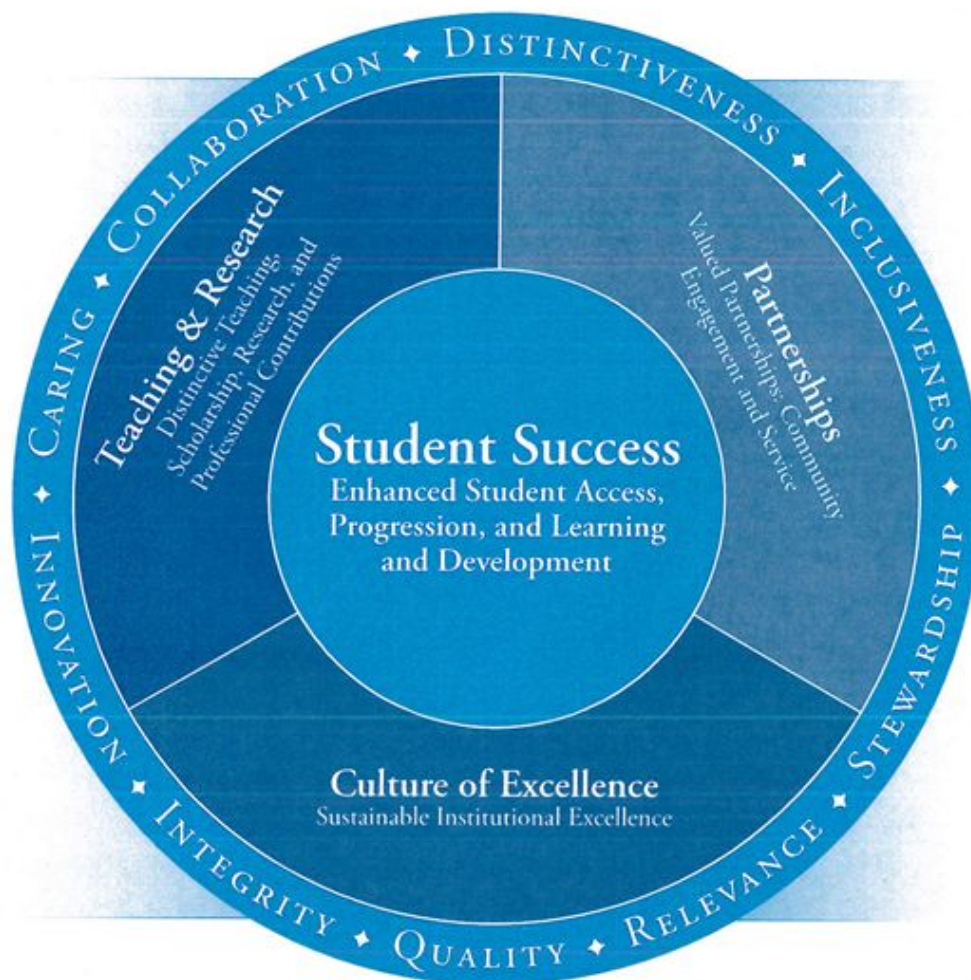 CARING ✦ COLLABORATION ✦ DISTINCTIVENESS ✦ INCLUSIVENESS ✦ STEWARDSHIP ✦ RELEVANCE ✦ QUALITY ✦ INTEGRITY ✦ INNOVATION ✦
Teaching & Research
Distinctive Teaching,
Scholarship, Research, and
Professional Contributions
Partnerships
Valued Partnerships: Community
Engagement and Service
Student Success
Enhanced Student Access,
Progression, and Learning
and Development
Culture of Excellence
Sustainable Institutional Excellence